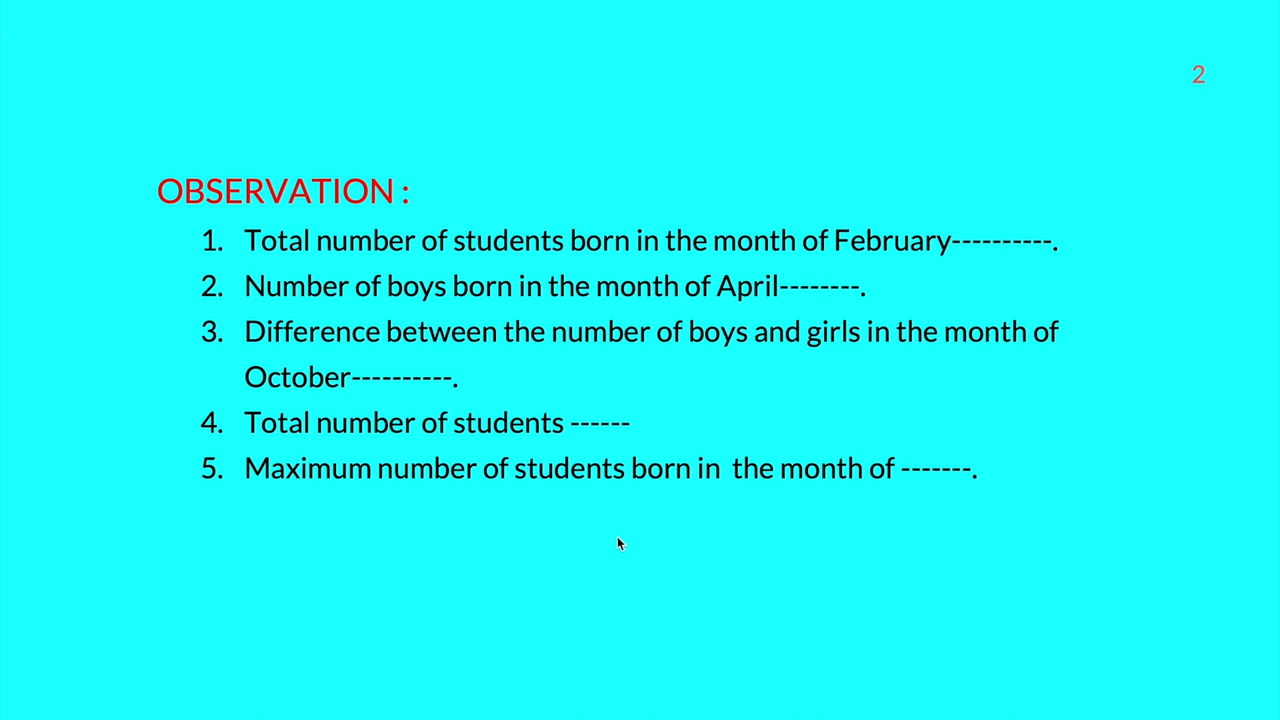 2
OBSERVATION :
1. Total number of students born in the month of February----------.
2. Number of boys born in the month of April--------.
3. Difference between the number of boys and girls in the month of
October----------.
4. Total number of students ------
5. Maximum number of students born in  the month of -------.